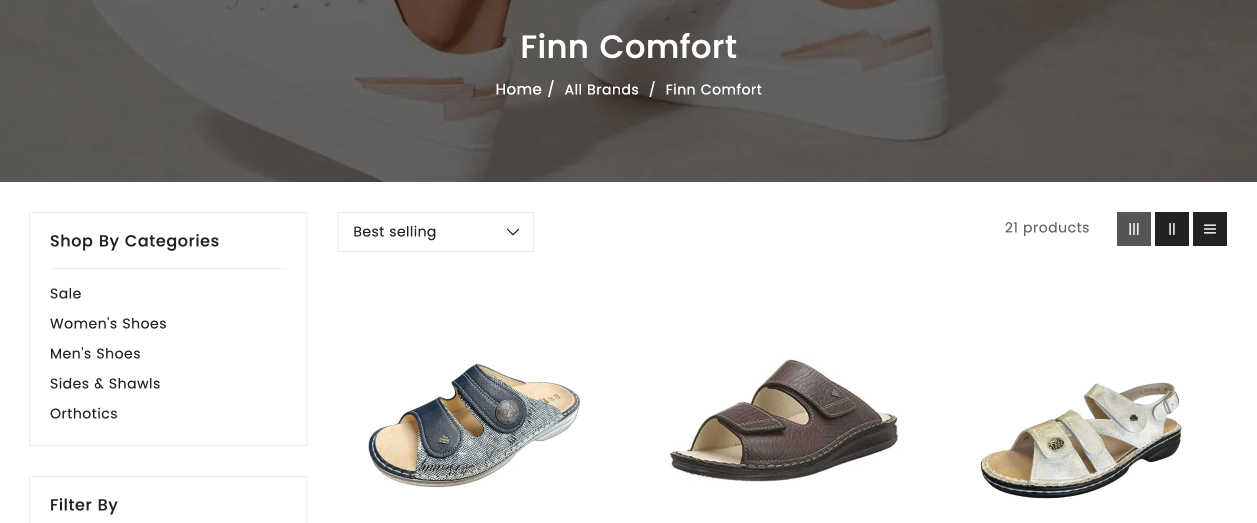 Finn Comfort
Home / All Brands / Finn Comfort
Shop By Categories
Sale
Women's Shoes
Men's Shoes
Sides & Shawls
Orthotics
Filter By
Best selling
21 products